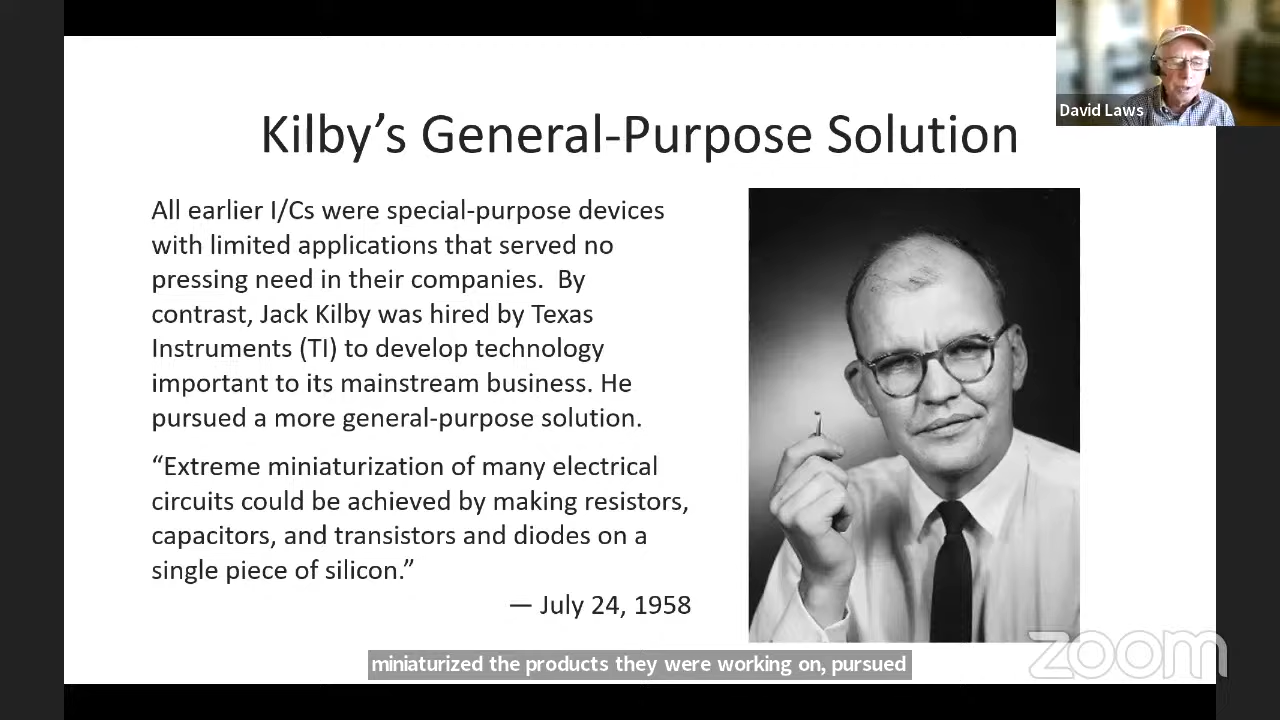 David Laws
Kilby’s General-Purpose Solution
All earlier I/Cs were special-purpose devices
with limited applications that served no
pressing need in their companies.  By
contrast, Jack Kilby was hired by Texas
Instruments (TI) to develop technology
important to its mainstream business. He
pursued a more general-purpose solution.
“Extreme miniaturization of many electrical
circuits could be achieved by making resistors,
capacitors, and transistors and diodes on a
single piece of silicon.”
— July 24, 1958
zoom
miniaturized the products they were working on, pursued